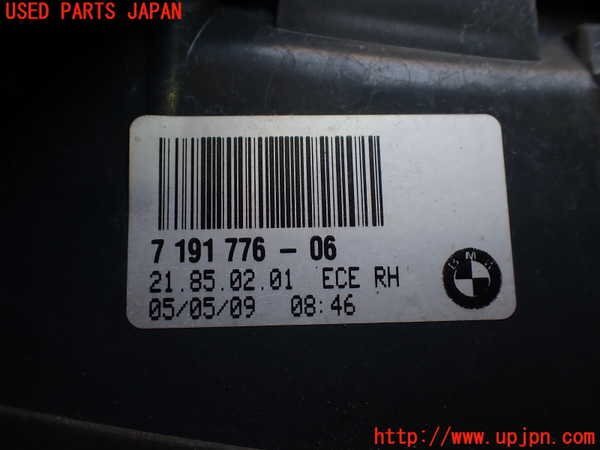 USED PARTS JAPAN
7 191 776 - 06
BMW
21.85.02.01 ECE RH
05/05/09 08:46
http://www.upjpn.com/